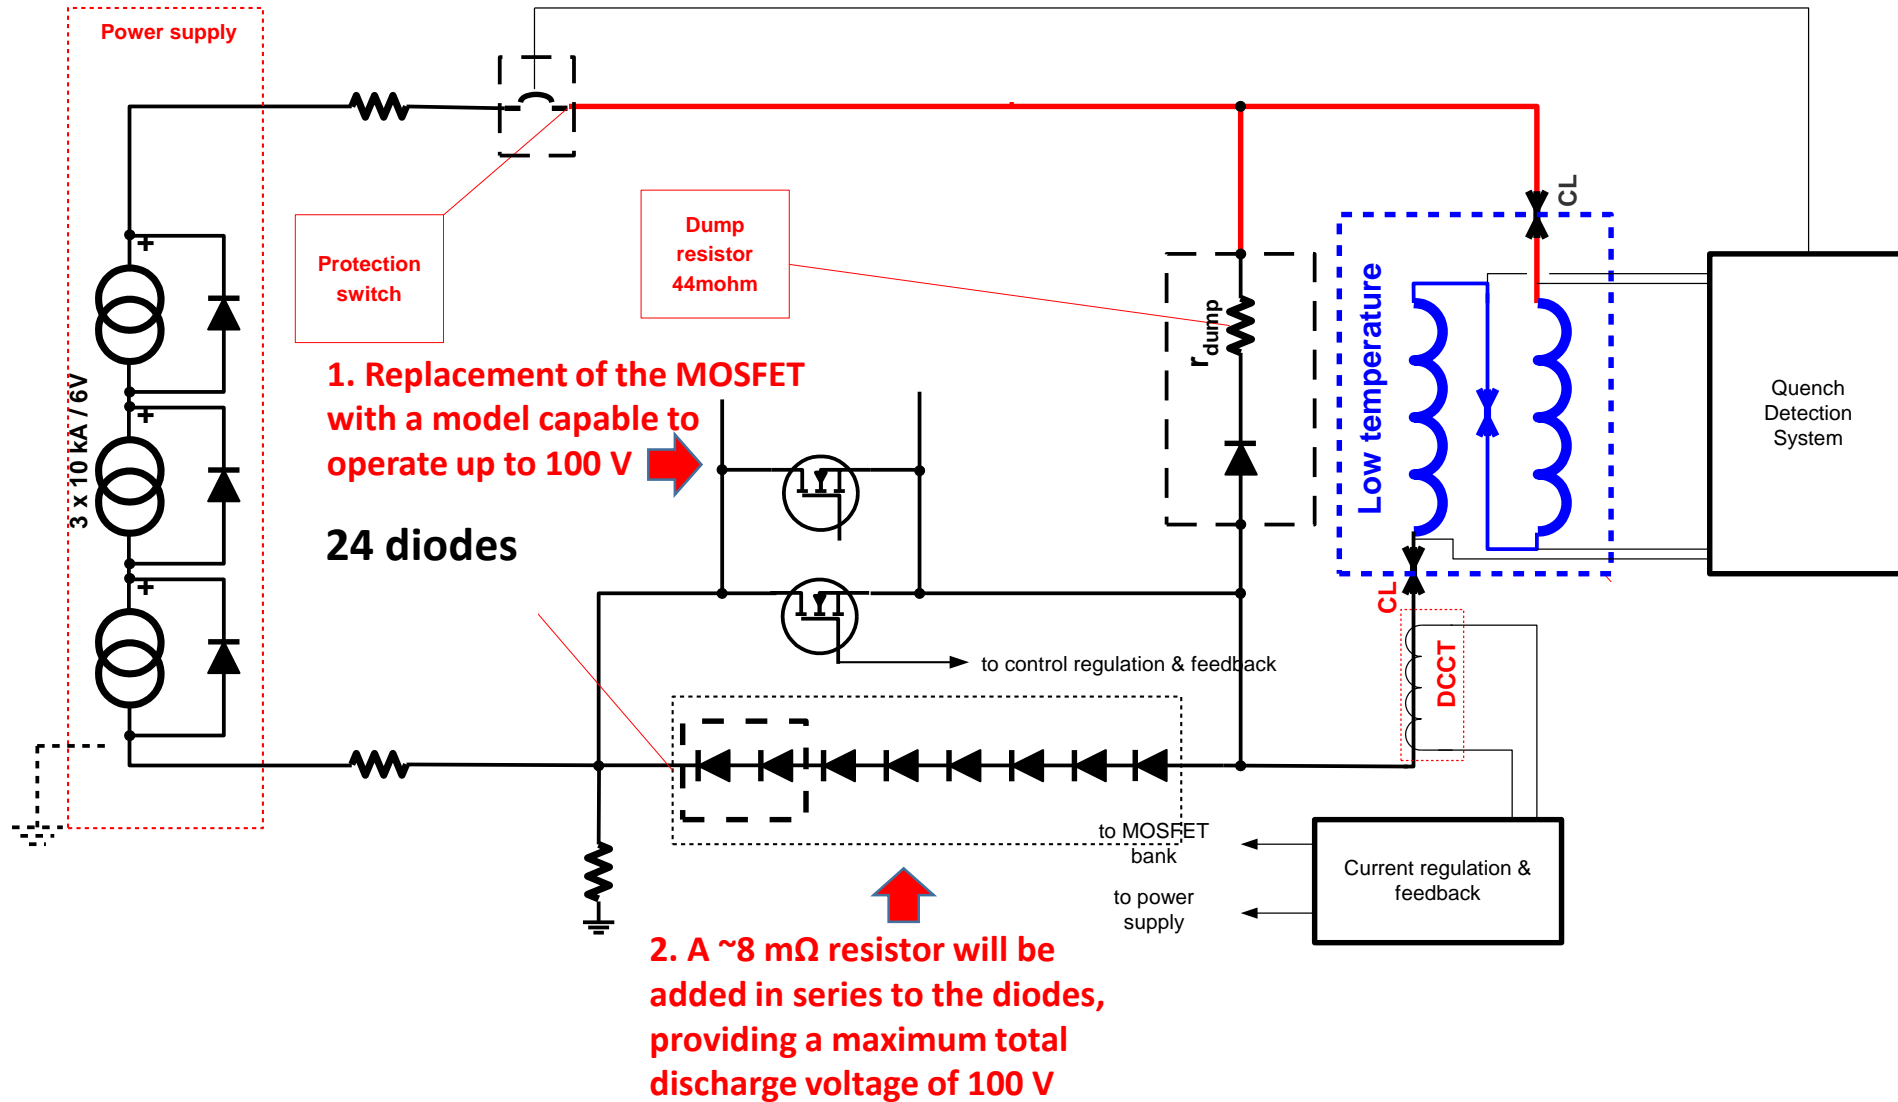 Power supply
Protection
switch
Dump
resistor
44mohm
CL
r dump
Low temperature
Quench
Detection
System
3 x 10 kA / 6V
+
+
+
1. Replacement of the MOSFET
with a model capable to
operate up to 100 V
24 diodes
to control regulation & feedback
CL
DCCT
to MOSFET
bank
to power
supply
Current regulation &
feedback
2. A ~8 mΩ resistor will be
added in series to the diodes,
providing a maximum total
discharge voltage of 100 V